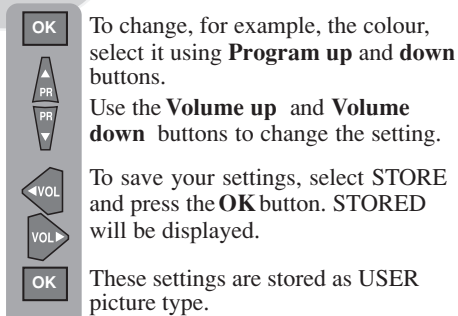 OK
To change, for example, the colour,
select it using Program up and down
buttons.
PR
PR
Use the Volume up and Volume
down buttons to change the setting.
VOL
VOL
To save your settings, select STORE
and press the OK button. STORED
will be displayed.
OK
These settings are stored as USER
picture type.